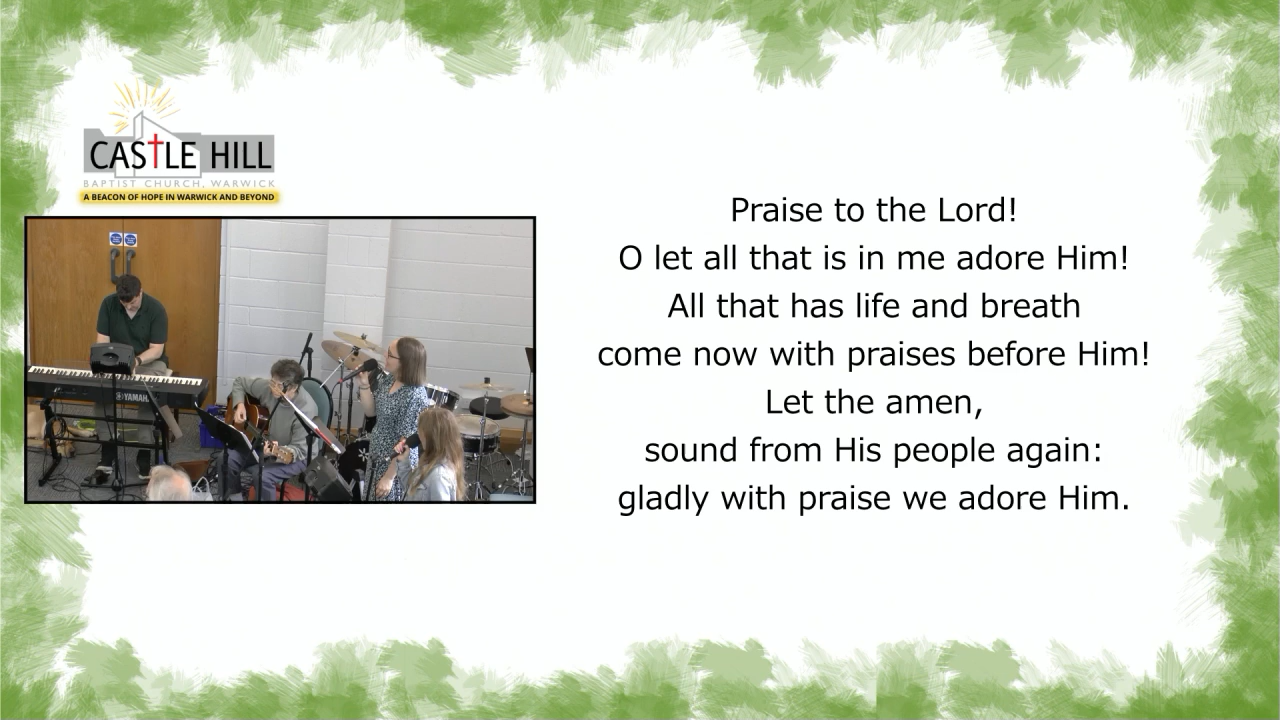 CASTLE HILL
BAPTIST CHURCH, WARWICK
A BEACON OF HOPE IN WARWICK AND BEYOND
YAMAHA
Praise to the Lord!
O let all that is in me adore Him!
All that has life and breath
come now with praises before Him!
Let the amen,
sound from His people again:
gladly with praise we adore Him.